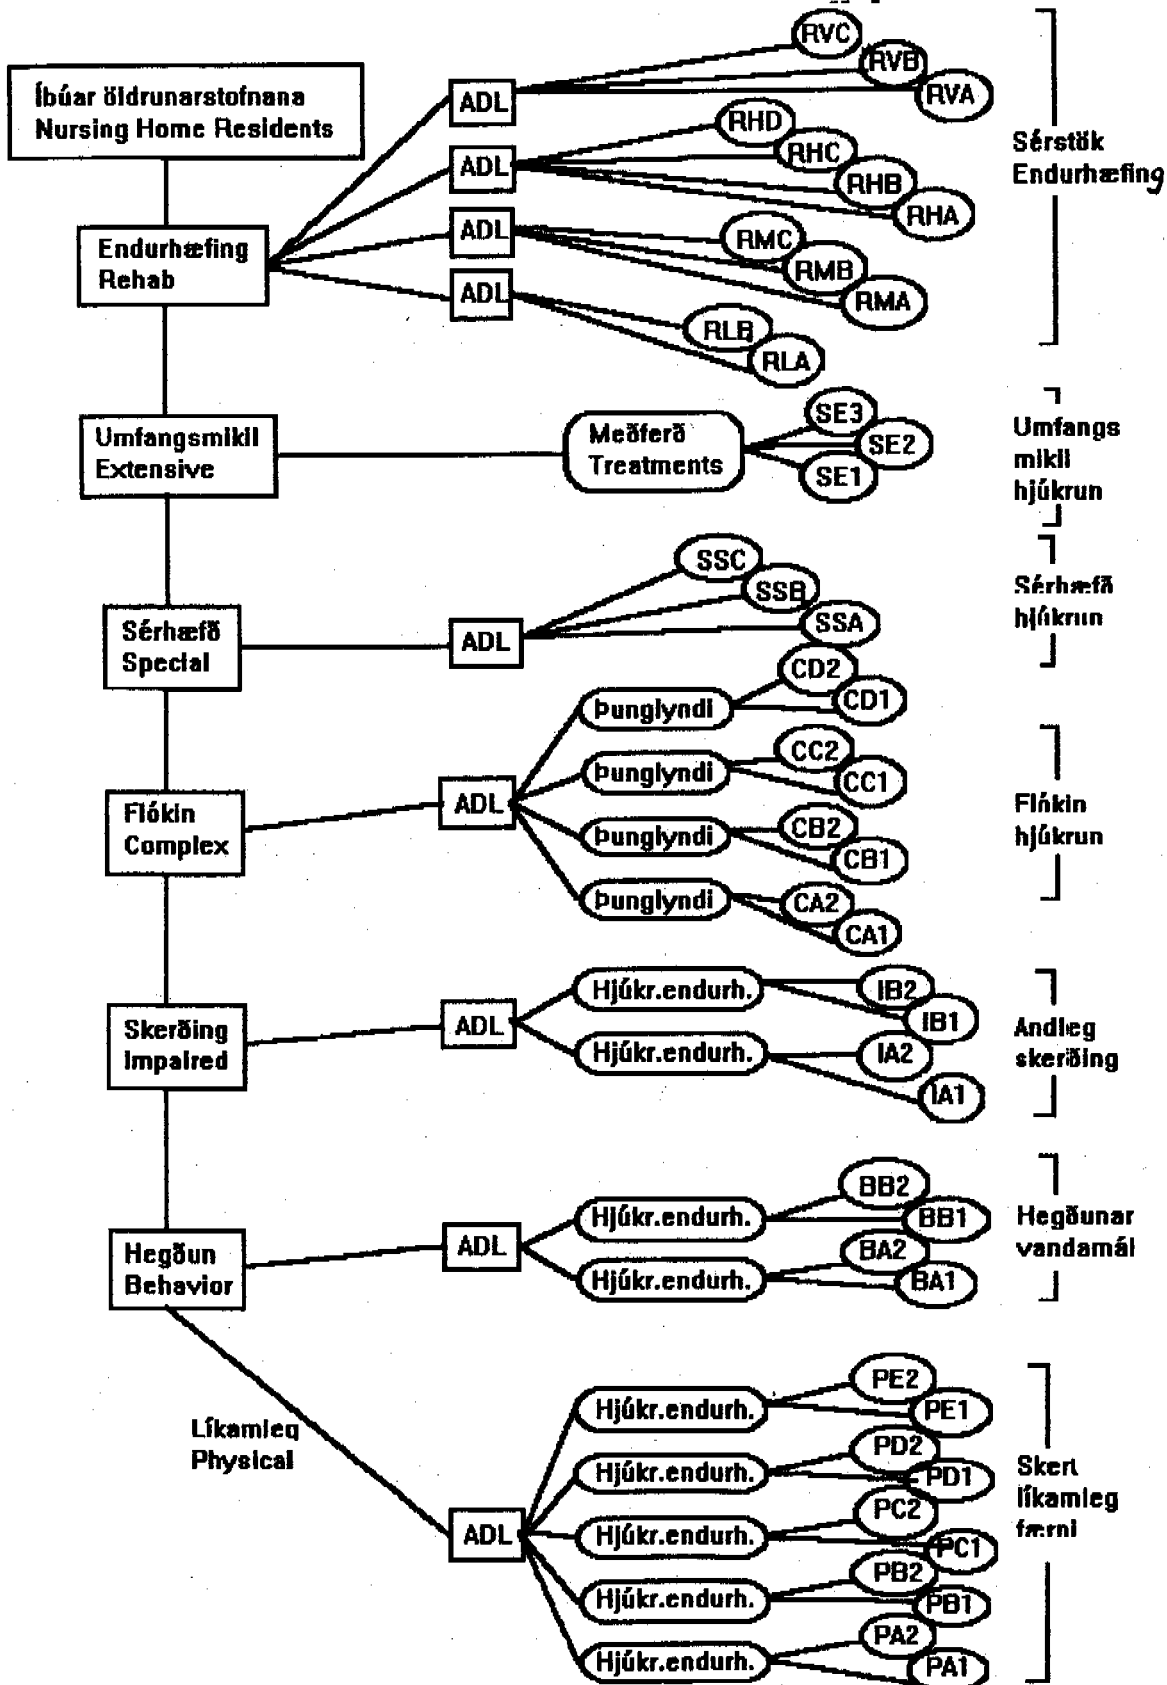 Íbúar öldrunarstofnana
Nursing Home Residents
Endurhæfing
Rehab
ADL
RVC
RVB
RVA
ADL
RHD
RHC
RHB
RHA
ADL
RMC
RMB
RMA
ADL
RLB
RLA
Sérstök
Endurhæfing
Umfangsmikil
Extensive
Meðferð
Treatments
SE3
SE2
SE1
Umfangs
mikil
hjúkrun
Sérhæfð
Special
ADL
SSC
SSB
SSA
Sérhæfð
hjúkrun
Flókin
Complex
ADL
Þunglyndi
CD2
CD1
Þunglyndi
CC2
CC1
Þunglyndi
CB2
CB1
Þunglyndi
CA2
CA1
Flókin
hjúkrun
Skerðing
Impaired
ADL
Hjúkr.endurh.
IB2
IB1
Hjúkr.endurh.
IA2
IA1
Andleg
skerðing
Hegðun
Behavior
ADL
Hjúkr.endurh.
BB2
BB1
Hjúkr.endurh.
BA2
BA1
Hegðunar
vandamál
Líkamleg
Physical
ADL
Hjúkr.endurh.
PE2
PE1
Hjúkr.endurh.
PD2
PD1
Hjúkr.endurh.
PC2
PC1
Hjúkr.endurh.
PB2
PB1
Hjúkr.endurh.
PA2
PA1
Skert
líkamleg
færni